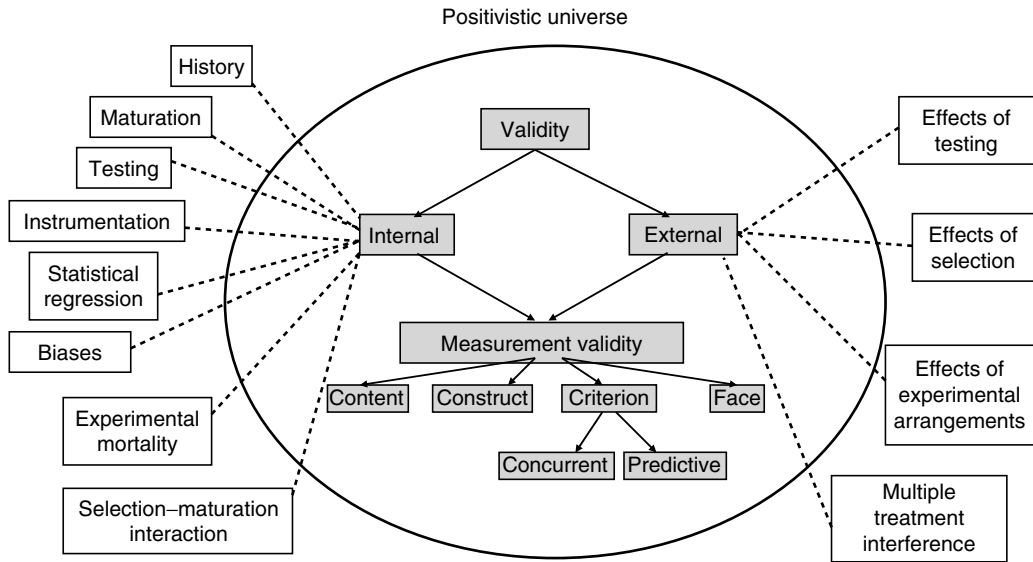 Positivistic universe
History
Maturation
Testing
Instrumentation
Statistical
regression
Biases
Experimental
mortality
Selection–maturation
interaction
Validity
Internal
External
Measurement validity
Content
Construct
Criterion
Face
Concurrent
Predictive
Effects of
testing
Effects of
selection
Effects of
experimental
arrangements
Multiple
treatment
interference